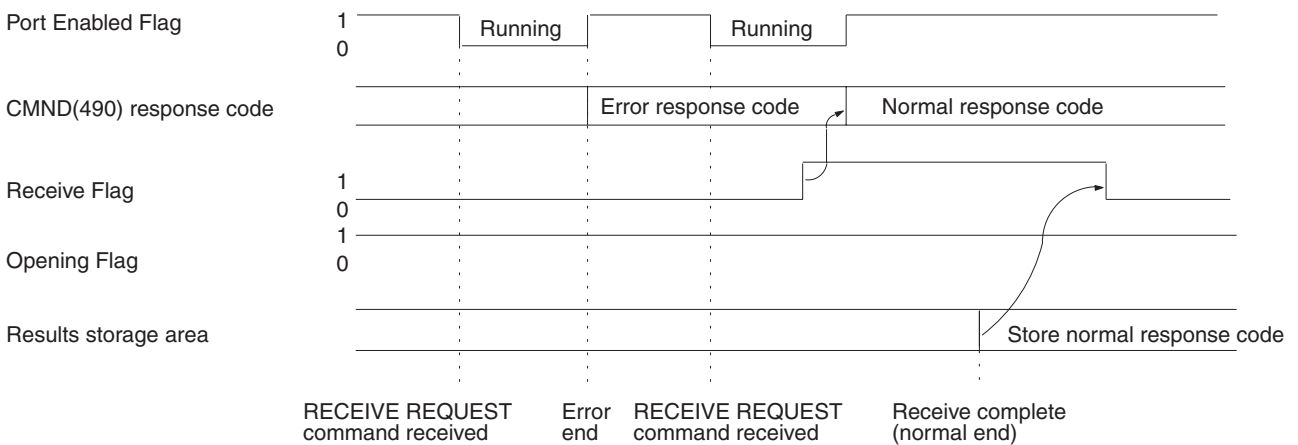 Port Enabled Flag
1
0
Running
Running
CMND(490) response code
Error response code
Normal response code
Receive Flag
1
0
Opening Flag
1
0
Results storage area
Store normal response code
RECEIVE REQUEST
command received
Error
end
RECEIVE REQUEST
command received
Receive complete
(normal end)